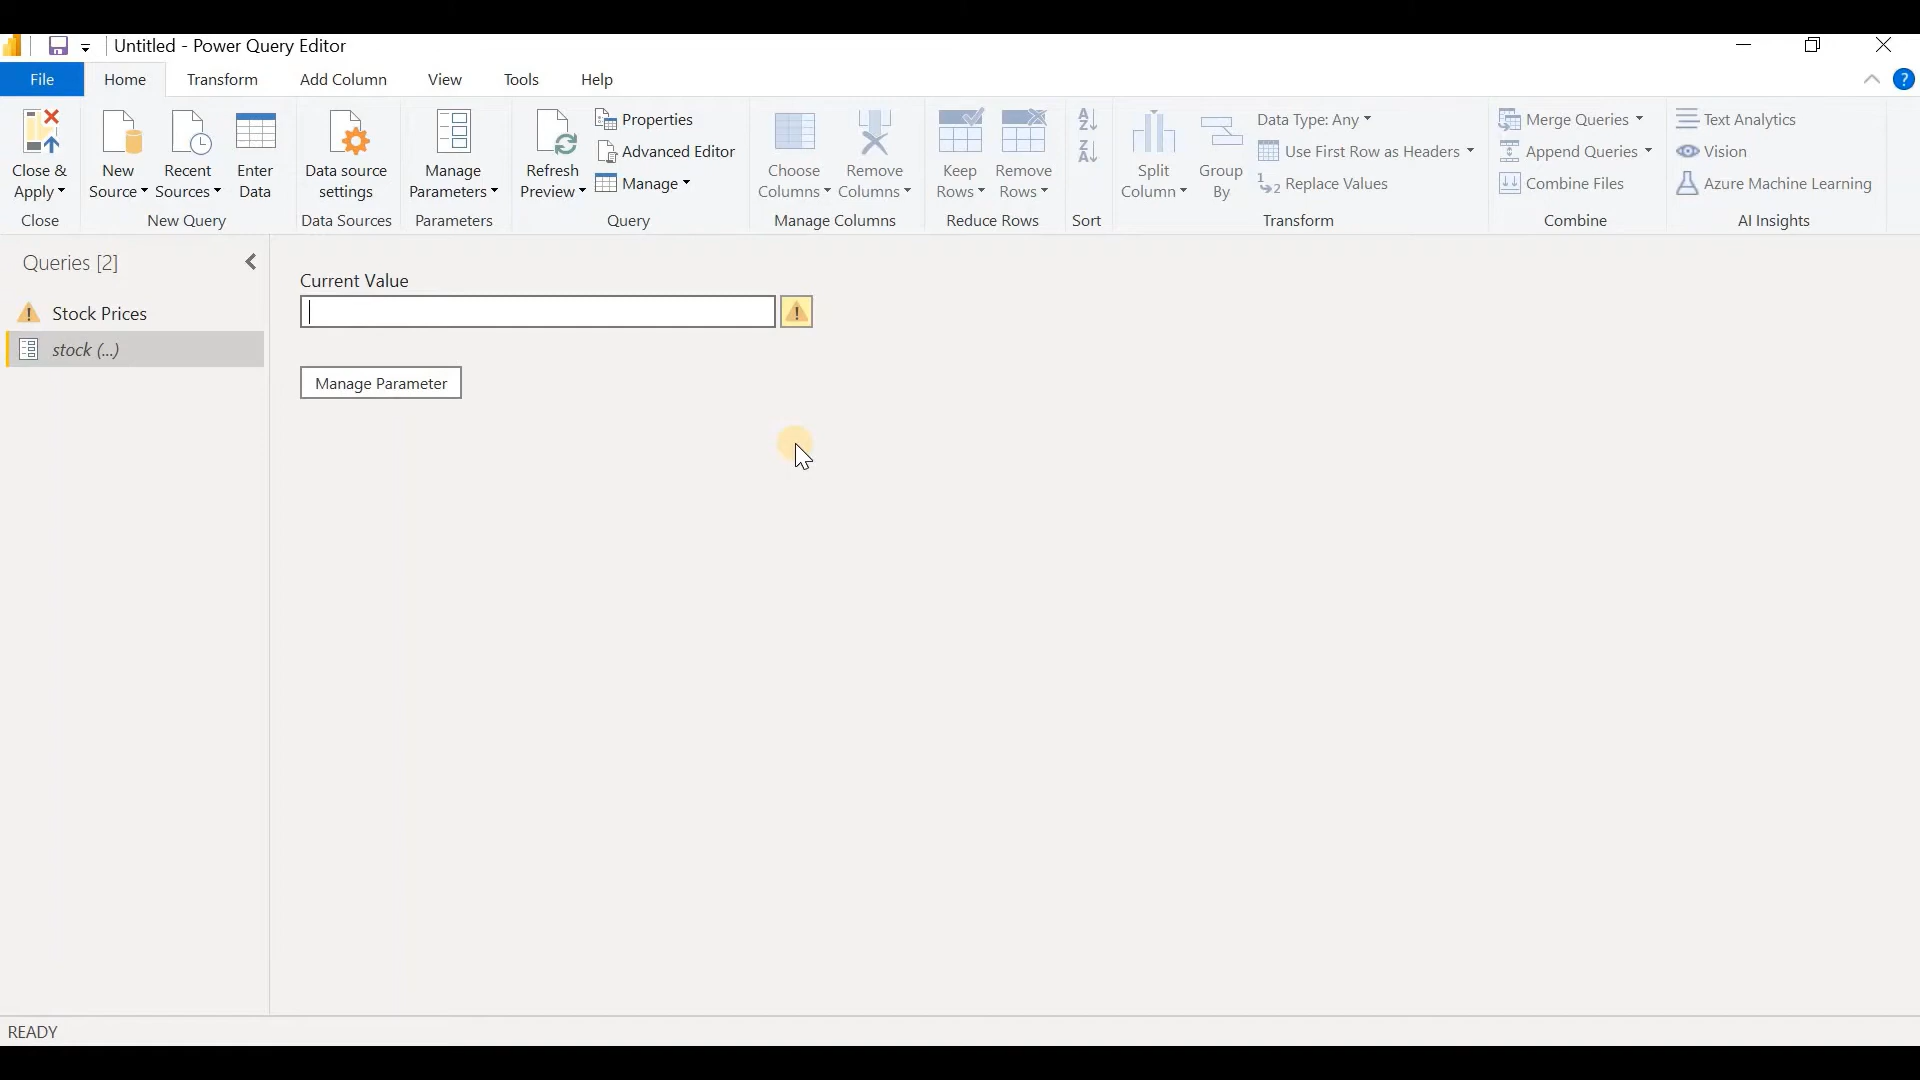 Untitled - Power Query Editor
File Home Transform Add Column View Tools Help
?
Close & Apply
New Source
Recent Sources
Enter Data
Data source settings
Manage Parameters
Refresh Preview
Properties
Advanced Editor
Manage
Choose Columns
Remove Columns
Keep Rows
Remove Rows
Split Column
Group By
Data Type: Any
Use First Row as Headers
Replace Values
Merge Queries
Append Queries
Combine Files
Text Analytics
Vision
Azure Machine Learning
Close New Query Data Sources Parameters Query Manage Columns Reduce Rows Sort Transform Combine AI Insights
Queries [2]
Stock Prices
stock (...)
Current Value
Manage Parameter
READY